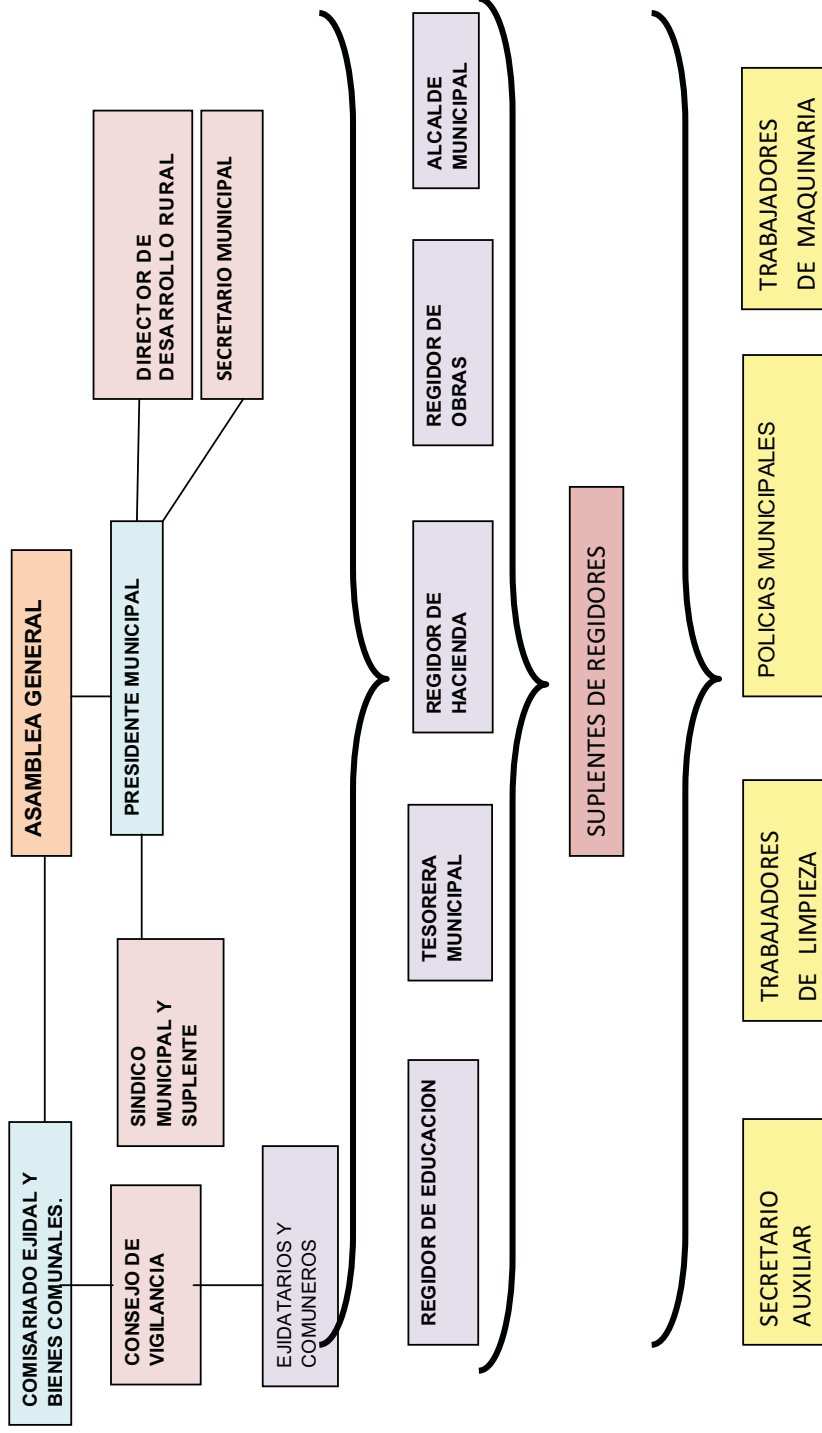 COMISARIADO EJIDAL Y
BIENES COMUNALES.
ASAMBLEA GENERAL
CONSEJO DE
VIGILANCIA
SINDICO
MUNICIPAL Y
SUPLENTE
PRESIDENTE MUNICIPAL
DIRECTOR DE
DESARROLLO RURAL
SECRETARIO MUNICIPAL
EJIDATARIOS Y
COMUNEROS
REGIDOR DE EDUCACION
TESORERA
MUNICIPAL
REGIDOR DE
HACIENDA
REGIDOR DE
OBRAS
ALCALDE
MUNICIPAL
SUPLENTES DE REGIDORES
SECRETARIO
AUXILIAR
TRABAJADORES
DE LIMPIEZA
POLICIAS MUNICIPALES
TRABAJADORES
DE MAQUINARIA